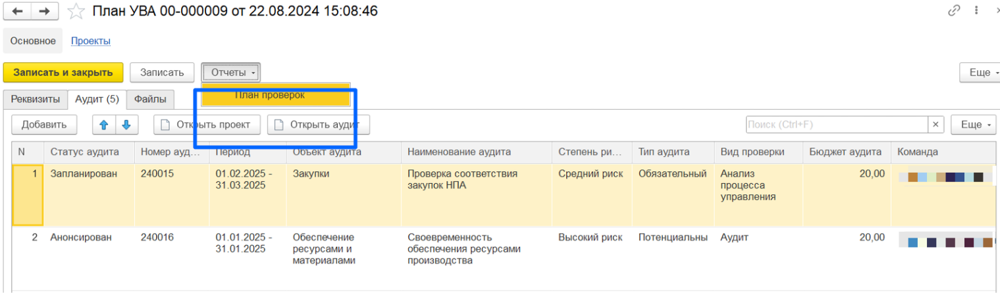 План УВА 00-000009 от 22.08.2024 15:08:46
Основное Проекты
Записать и закрыть Записать Отчеты Еще
План проверок
Реквизиты Аудит (5) Файлы
Добавить Открыть проект Открыть аудит Поиск (Ctrl+F) × Еще
N Статус аудита Номер ауд... Период Объект аудита Наименование аудита Степень ри... Тип аудита Вид проверки Бюджет аудита Команда
1 Запланирован 240015 01.02.2025 - Закупки Проверка соответствия Средний риск Обязательный Анализ 20,00
31.03.2025 закупок НПА процесса
управления
2 Анонсирован 240016 01.01.2025 - Обеспечение Своевременность Высокий риск Потенциальны Аудит 20,00
31.01.2025 ресурсами и обеспечения ресурсами
материалами производства